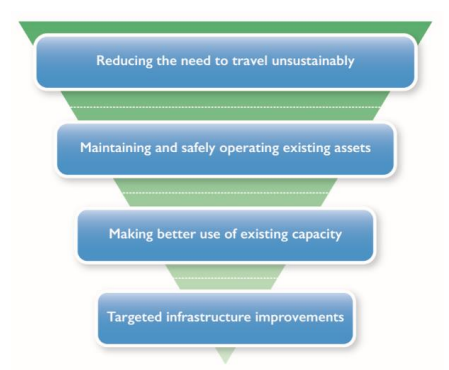 Reducing the need to travel unsustainably
Maintaining and safely operating existing assets
Making better use of existing capacity
Targeted infrastructure improvements